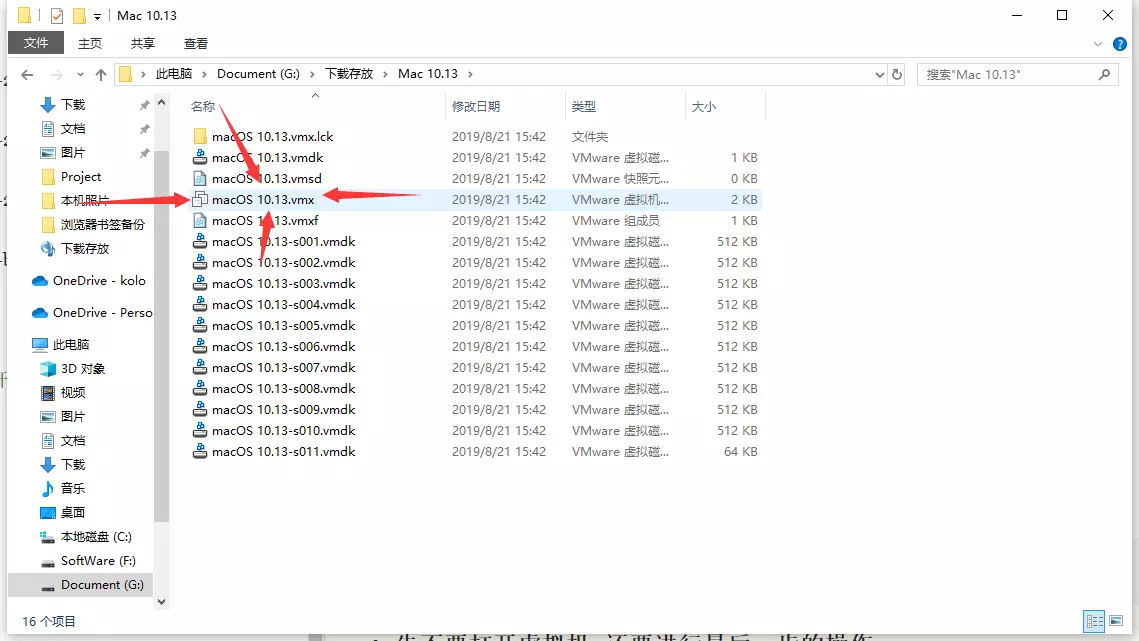 Mac 10.13
文件 主页 共享 查看
此电脑 Document (G:) 下载存放 Mac 10.13
搜索"Mac 10.13"
下载
文档
图片
Project
本机照片
浏览器书签备份
下载存放
OneDrive - kolo
OneDrive - Perso
此电脑
3D 对象
视频
图片
文档
下载
音乐
桌面
本地磁盘 (C:)
SoftWare (F:)
Document (G:)
名称 修改日期 类型 大小
macOS 10.13.vmx.lck 2019/8/21 15:42 文件夹
macOS 10.13.vmdk 2019/8/21 15:42 VMware 虚拟磁... 1 KB
macOS 10.13.vmsd 2019/8/21 15:42 VMware 快照元... 0 KB
macOS 10.13.vmx 2019/8/21 15:42 VMware 虚拟机... 2 KB
macOS 10.13.vmxf 2019/8/21 15:42 VMware 组成员 1 KB
macOS 10.13-s001.vmdk 2019/8/21 15:42 VMware 虚拟磁... 512 KB
macOS 10.13-s002.vmdk 2019/8/21 15:42 VMware 虚拟磁... 512 KB
macOS 10.13-s003.vmdk 2019/8/21 15:42 VMware 虚拟磁... 512 KB
macOS 10.13-s004.vmdk 2019/8/21 15:42 VMware 虚拟磁... 512 KB
macOS 10.13-s005.vmdk 2019/8/21 15:42 VMware 虚拟磁... 512 KB
macOS 10.13-s006.vmdk 2019/8/21 15:42 VMware 虚拟磁... 512 KB
macOS 10.13-s007.vmdk 2019/8/21 15:42 VMware 虚拟磁... 512 KB
macOS 10.13-s008.vmdk 2019/8/21 15:42 VMware 虚拟磁... 512 KB
macOS 10.13-s009.vmdk 2019/8/21 15:42 VMware 虚拟磁... 512 KB
macOS 10.13-s010.vmdk 2019/8/21 15:42 VMware 虚拟磁... 512 KB
macOS 10.13-s011.vmdk 2019/8/21 15:42 VMware 虚拟磁... 64 KB
16 个项目